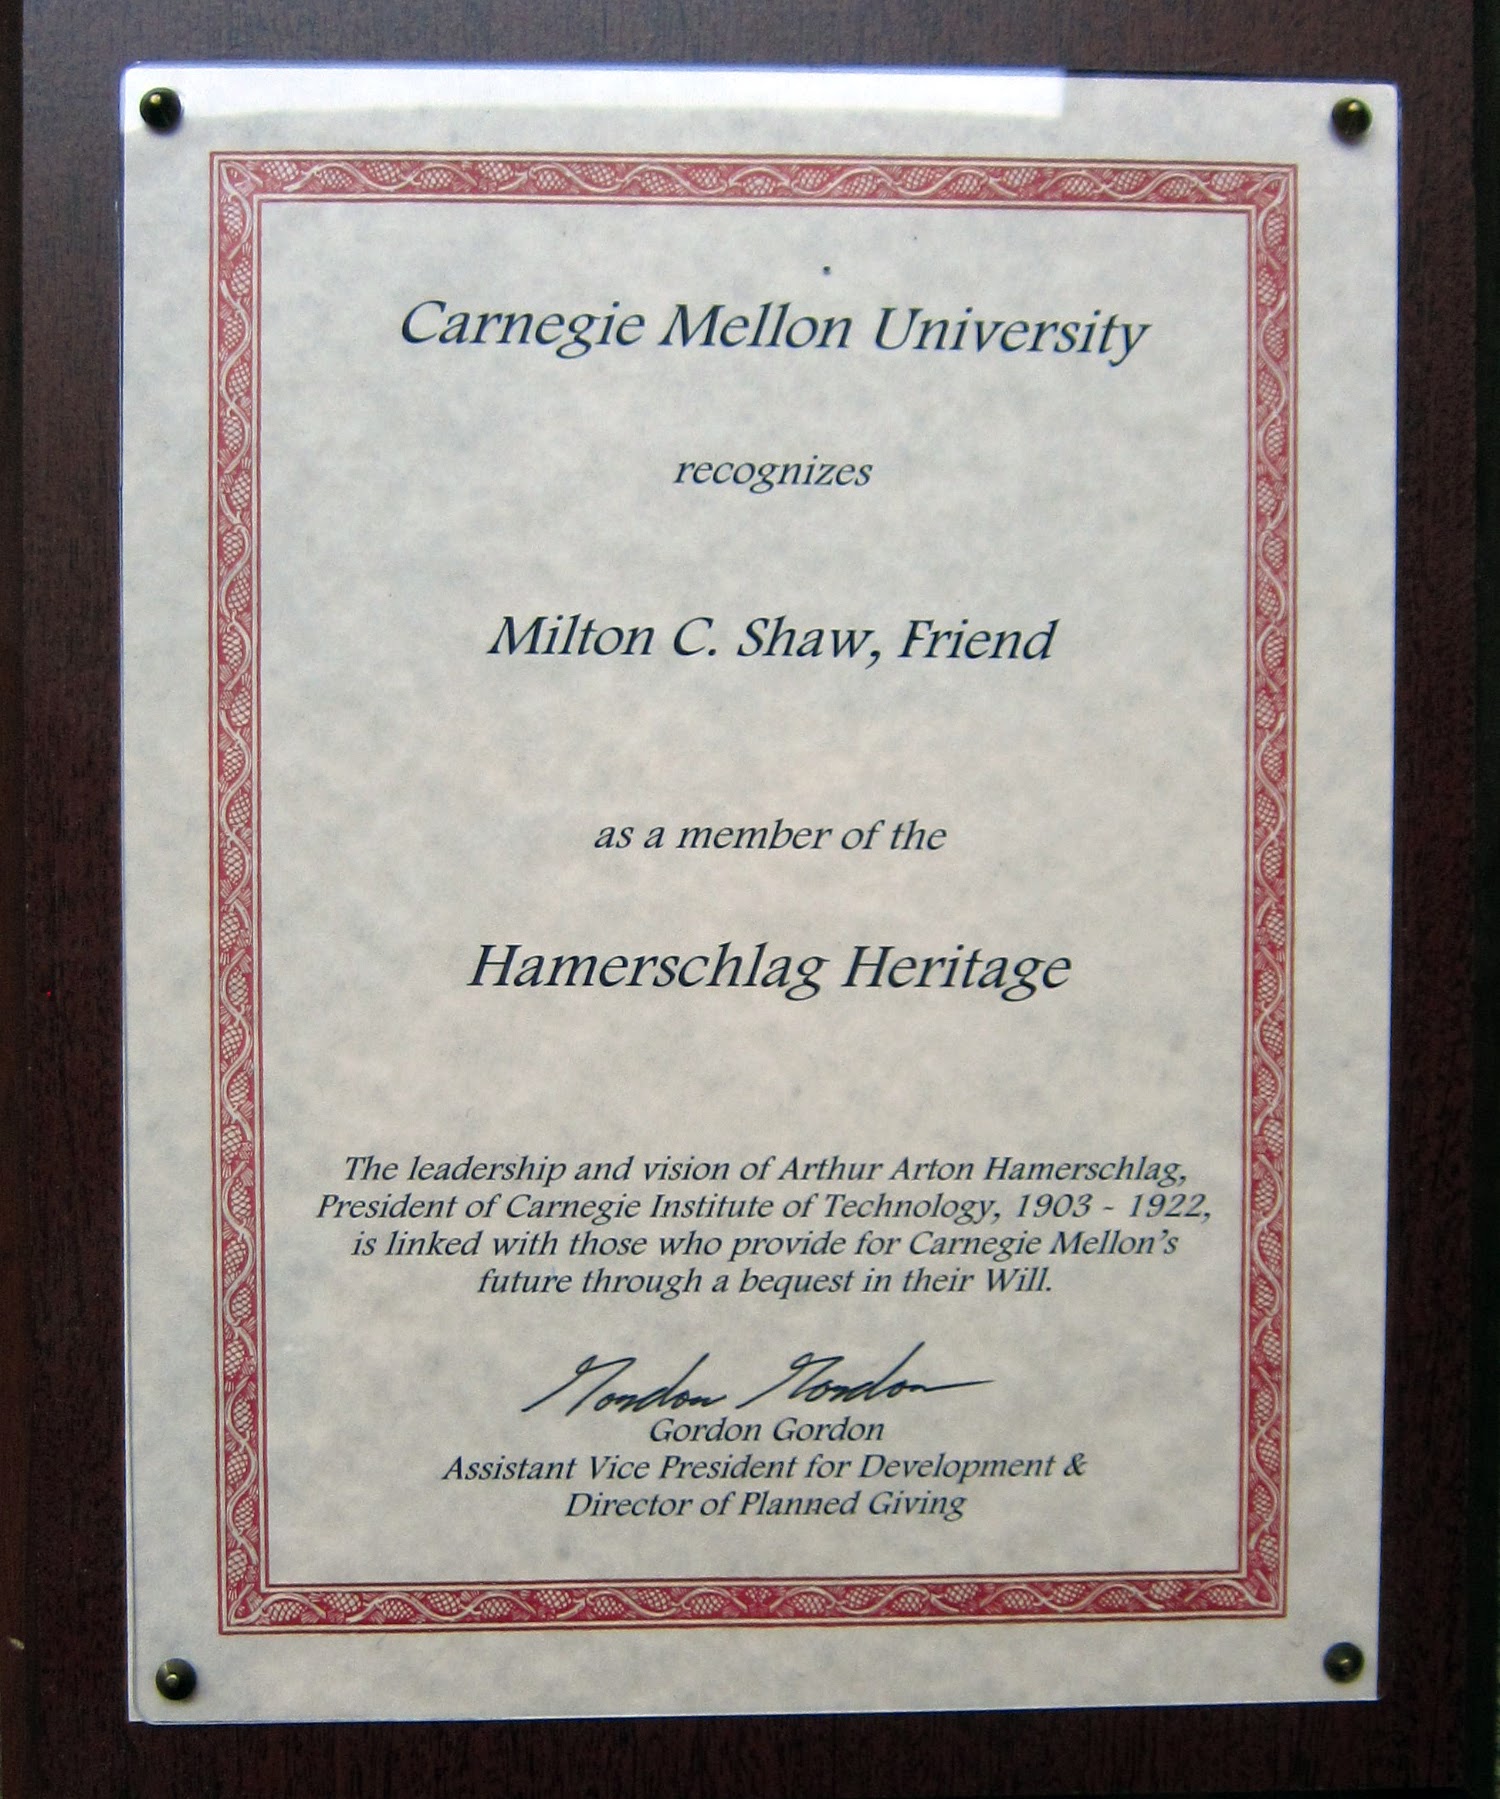 Carnegie Mellon University
recognizes
Milton C. Shaw, Friend
as a member of the
Hamerschlag Heritage
The leadership and vision of Arthur Arton Hamerschlag,
President of Carnegie Institute of Technology, 1903 - 1922,
is linked with those who provide for Carnegie Mellon's
future through a bequest in their Will.
Gordon Gordon
Gordon Gordon
Assistant Vice President for Development &
Director of Planned Giving